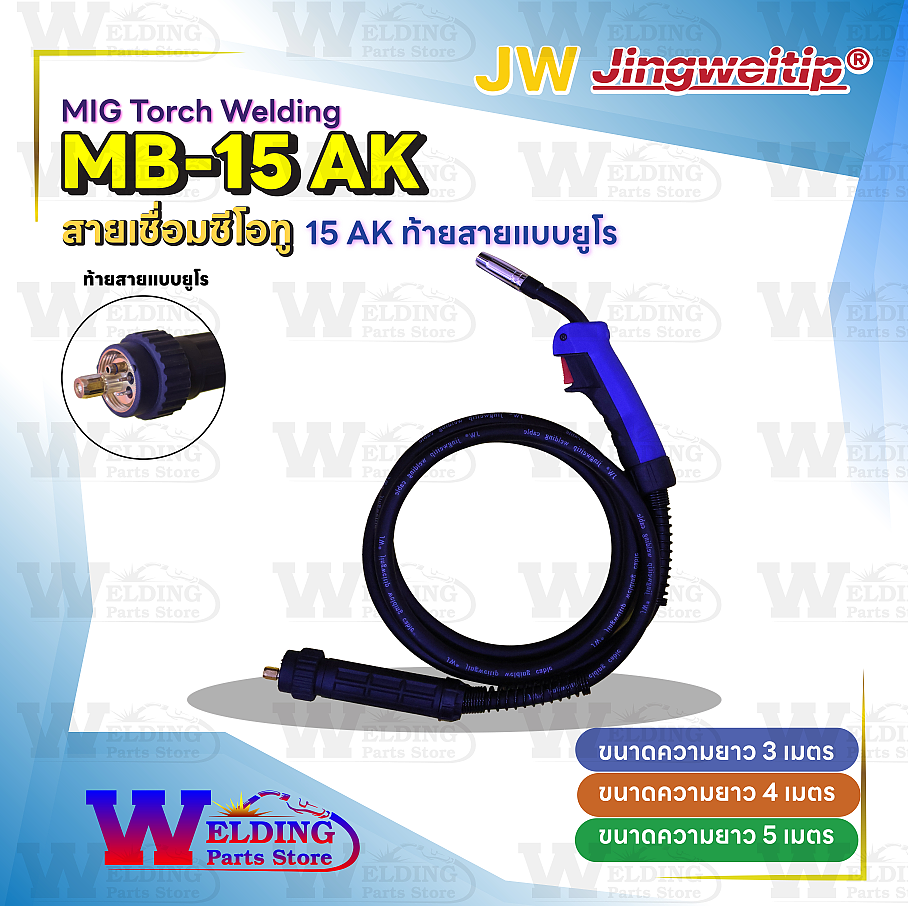 JW Jingweitip®
MIG Torch Welding
MB-15 AK
สายเชื่อมซีโอทู 15 AK ท้ายสายแบบยูโร
ท้ายสายแบบยูโร
ขนาดความยาว 3 เมตร
ขนาดความยาว 4 เมตร
ขนาดความยาว 5 เมตร
WELDING
Parts Store